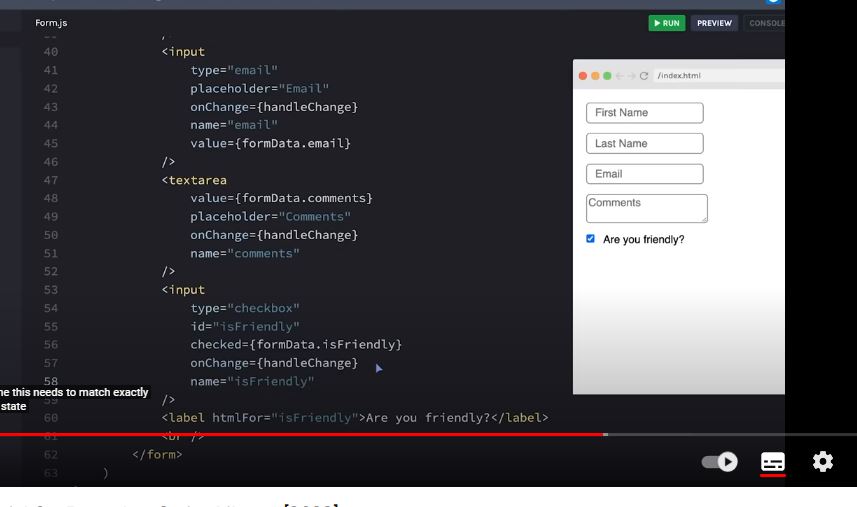 Form.js
RUN
PREVIEW
CONSOLE
40 <input
41 type="email"
42 placeholder="Email"
43 onChange={handleChange}
44 name="email"
45 value={formData.email}
46 />
47 <textarea
48 value={formData.comments}
49 placeholder="Comments"
50 onChange={handleChange}
51 name="comments"
52 />
53 <input
54 type="checkbox"
55 id="isFriendly"
56 checked={formData.isFriendly}
57 onChange={handleChange}
58 name="isFriendly"
59 />
60 <label htmlFor="isFriendly">Are you friendly?</label>
61 <br />
62 </form>
63 )
/index.html
First Name
Last Name
Email
Comments
Are you friendly?
this needs to match exactly
state